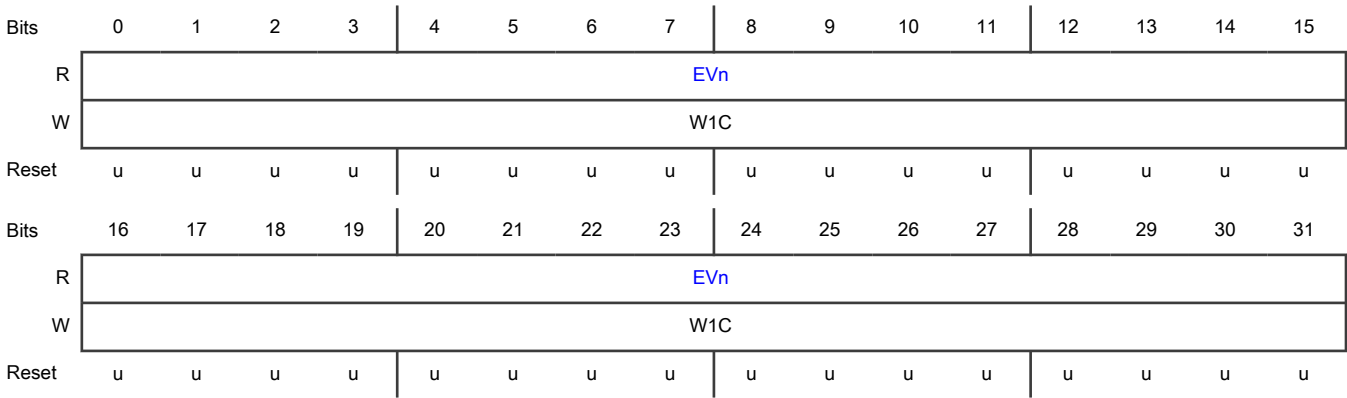 Bits 0 1 2 3 4 5 6 7 8 9 10 11 12 13 14 15
R EVn
W W1C
Reset u u u u u u u u u u u u u u u u
Bits 16 17 18 19 20 21 22 23 24 25 26 27 28 29 30 31
R EVn
W W1C
Reset u u u u u u u u u u u u u u u u